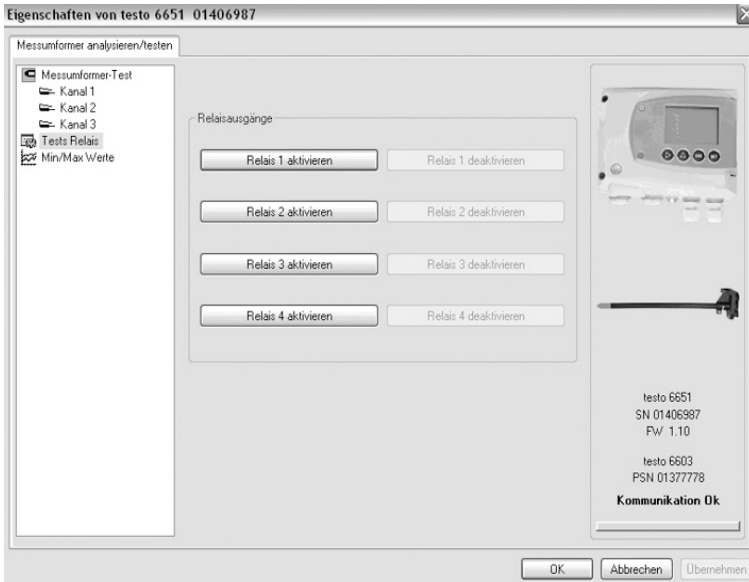 Eigenschaften von testo 6651 01406987
Messumformer analysieren/testen
Messumformer-Test
Kanal 1
Kanal 2
Kanal 3
Tests Relais
Min/Max Werte
Relaisausgänge
Relais 1 aktivieren
Relais 1 deaktivieren
Relais 2 aktivieren
Relais 2 deaktivieren
Relais 3 aktivieren
Relais 3 deaktivieren
Relais 4 aktivieren
Relais 4 deaktivieren
testo 6651
SN 01406987
FW 1.10
testo 6603
PSN 01377778
Kommunikation Ok
OK
Abbrechen
Übernehmen